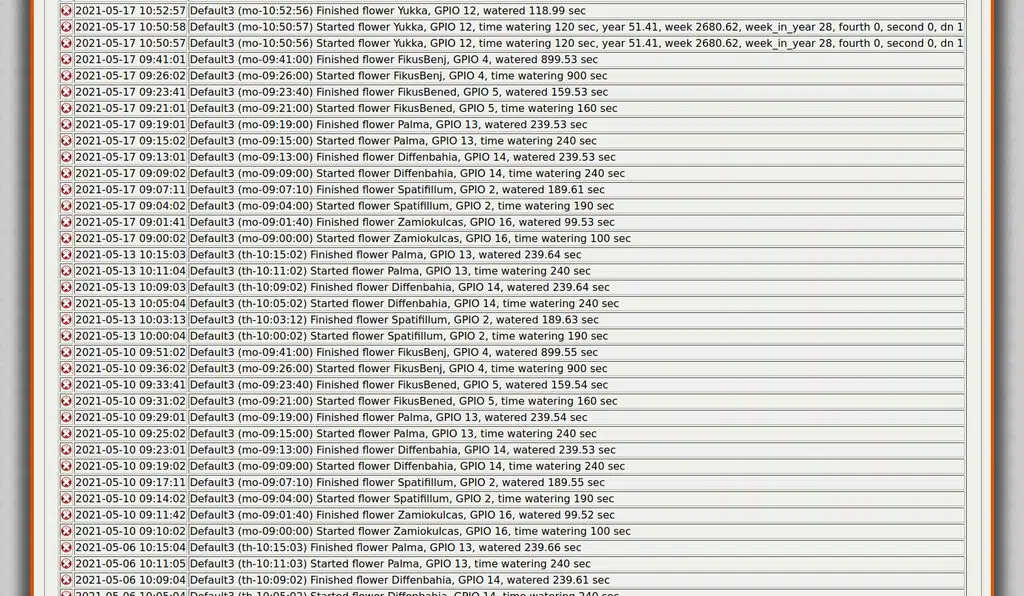 2021-05-17 10:52:57 Default3 (mo-10:52:56) Finished flower Yukka, GPIO 12, watered 118.99 sec
2021-05-17 10:50:58 Default3 (mo-10:50:57) Started flower Yukka, GPIO 12, time watering 120 sec, year 51.41, week 2680.62, week_in_year 28, fourth 0, second 0, dn 1
2021-05-17 10:50:57 Default3 (mo-10:50:56) Started flower Yukka, GPIO 12, time watering 120 sec, year 51.41, week 2680.62, week_in_year 28, fourth 0, second 0, dn 1
2021-05-17 09:41:01 Default3 (mo-09:41:00) Finished flower FikusBenj, GPIO 4, watered 899.53 sec
2021-05-17 09:26:02 Default3 (mo-09:26:00) Started flower FikusBenj, GPIO 4, time watering 900 sec
2021-05-17 09:23:41 Default3 (mo-09:23:40) Finished flower FikusBened, GPIO 5, watered 159.53 sec
2021-05-17 09:21:01 Default3 (mo-09:21:00) Started flower FikusBened, GPIO 5, time watering 160 sec
2021-05-17 09:19:01 Default3 (mo-09:19:00) Finished flower Palma, GPIO 13, watered 239.53 sec
2021-05-17 09:15:02 Default3 (mo-09:15:00) Started flower Palma, GPIO 13, time watering 240 sec
2021-05-17 09:13:01 Default3 (mo-09:13:00) Finished flower Diffenbahia, GPIO 14, watered 239.53 sec
2021-05-17 09:09:02 Default3 (mo-09:09:00) Started flower Diffenbahia, GPIO 14, time watering 240 sec
2021-05-17 09:07:11 Default3 (mo-09:07:10) Finished flower Spatifillum, GPIO 2, watered 189.61 sec
2021-05-17 09:04:02 Default3 (mo-09:04:00) Started flower Spatifillum, GPIO 2, time watering 190 sec
2021-05-17 09:01:41 Default3 (mo-09:01:40) Finished flower Zamiokulcas, GPIO 16, watered 99.53 sec
2021-05-17 09:00:02 Default3 (mo-09:00:00) Started flower Zamiokulcas, GPIO 16, time watering 100 sec
2021-05-13 10:15:03 Default3 (th-10:15:02) Finished flower Palma, GPIO 13, watered 239.64 sec
2021-05-13 10:11:04 Default3 (th-10:11:02) Started flower Palma, GPIO 13, time watering 240 sec
2021-05-13 10:09:03 Default3 (th-10:09:02) Finished flower Diffenbahia, GPIO 14, watered 239.64 sec
2021-05-13 10:05:04 Default3 (th-10:05:02) Started flower Diffenbahia, GPIO 14, time watering 240 sec
2021-05-13 10:03:13 Default3 (th-10:03:12) Finished flower Spatifillum, GPIO 2, watered 189.63 sec
2021-05-13 10:00:04 Default3 (th-10:00:02) Started flower Spatifillum, GPIO 2, time watering 190 sec
2021-05-10 09:51:02 Default3 (mo-09:41:00) Finished flower FikusBenj, GPIO 4, watered 899.55 sec
2021-05-10 09:36:02 Default3 (mo-09:26:00) Started flower FikusBenj, GPIO 4, time watering 900 sec
2021-05-10 09:33:41 Default3 (mo-09:23:40) Finished flower FikusBened, GPIO 5, watered 159.54 sec
2021-05-10 09:31:02 Default3 (mo-09:21:00) Started flower FikusBened, GPIO 5, time watering 160 sec
2021-05-10 09:29:01 Default3 (mo-09:19:00) Finished flower Palma, GPIO 13, watered 239.54 sec
2021-05-10 09:25:02 Default3 (mo-09:15:00) Started flower Palma, GPIO 13, time watering 240 sec
2021-05-10 09:23:01 Default3 (mo-09:13:00) Finished flower Diffenbahia, GPIO 14, watered 239.53 sec
2021-05-10 09:19:02 Default3 (mo-09:09:00) Started flower Diffenbahia, GPIO 14, time watering 240 sec
2021-05-10 09:17:11 Default3 (mo-09:07:10) Finished flower Spatifillum, GPIO 2, watered 189.55 sec
2021-05-10 09:14:02 Default3 (mo-09:04:00) Started flower Spatifillum, GPIO 2, time watering 190 sec
2021-05-10 09:11:42 Default3 (mo-09:01:40) Finished flower Zamiokulcas, GPIO 16, watered 99.52 sec
2021-05-10 09:10:02 Default3 (mo-09:00:00) Started flower Zamiokulcas, GPIO 16, time watering 100 sec
2021-05-06 10:15:04 Default3 (th-10:15:03) Finished flower Palma, GPIO 13, watered 239.66 sec
2021-05-06 10:11:05 Default3 (th-10:11:03) Started flower Palma, GPIO 13, time watering 240 sec
2021-05-06 10:09:04 Default3 (th-10:09:02) Finished flower Diffenbahia, GPIO 14, watered 239.61 sec
2021-05-06 10:05:04 Default3 (th-10:05:02) Started flower Diffenbahia, GPIO 14, time watering 240 sec